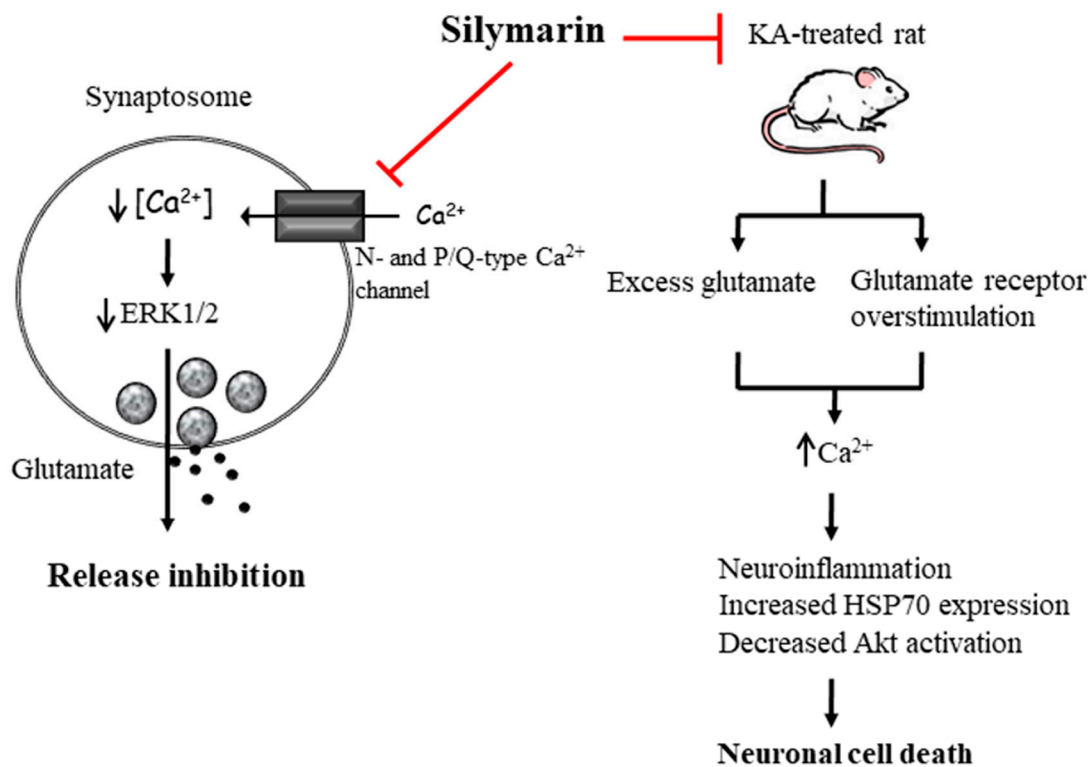 Silymarin
KA-treated rat
Synaptosome
↓ [Ca²⁺]
Ca²⁺
N- and P/Q-type Ca²⁺
channel
↓ERK1/2
Glutamate
Release inhibition
Excess glutamate
Glutamate receptor
overstimulation
↑Ca²⁺
Neuroinflammation
Increased HSP70 expression
Decreased Akt activation
Neuronal cell death